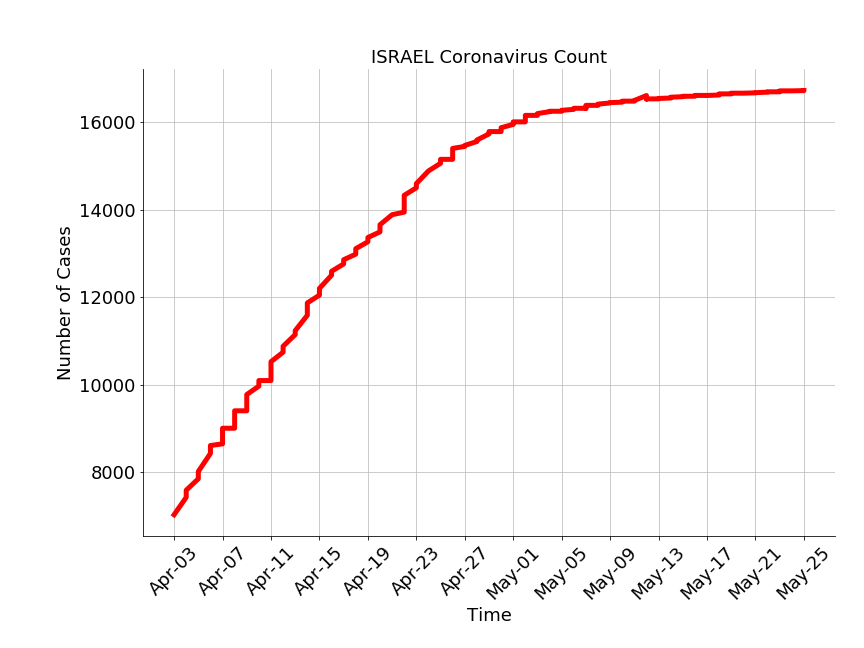 ISRAEL Coronavirus Count
Number of Cases
16000
14000
12000
10000
8000
Apr-03
Apr-07
Apr-11
Apr-15
Apr-19
Apr-23
Apr-27
May-01
May-05
May-09
May-13
May-17
May-21
May-25
Time